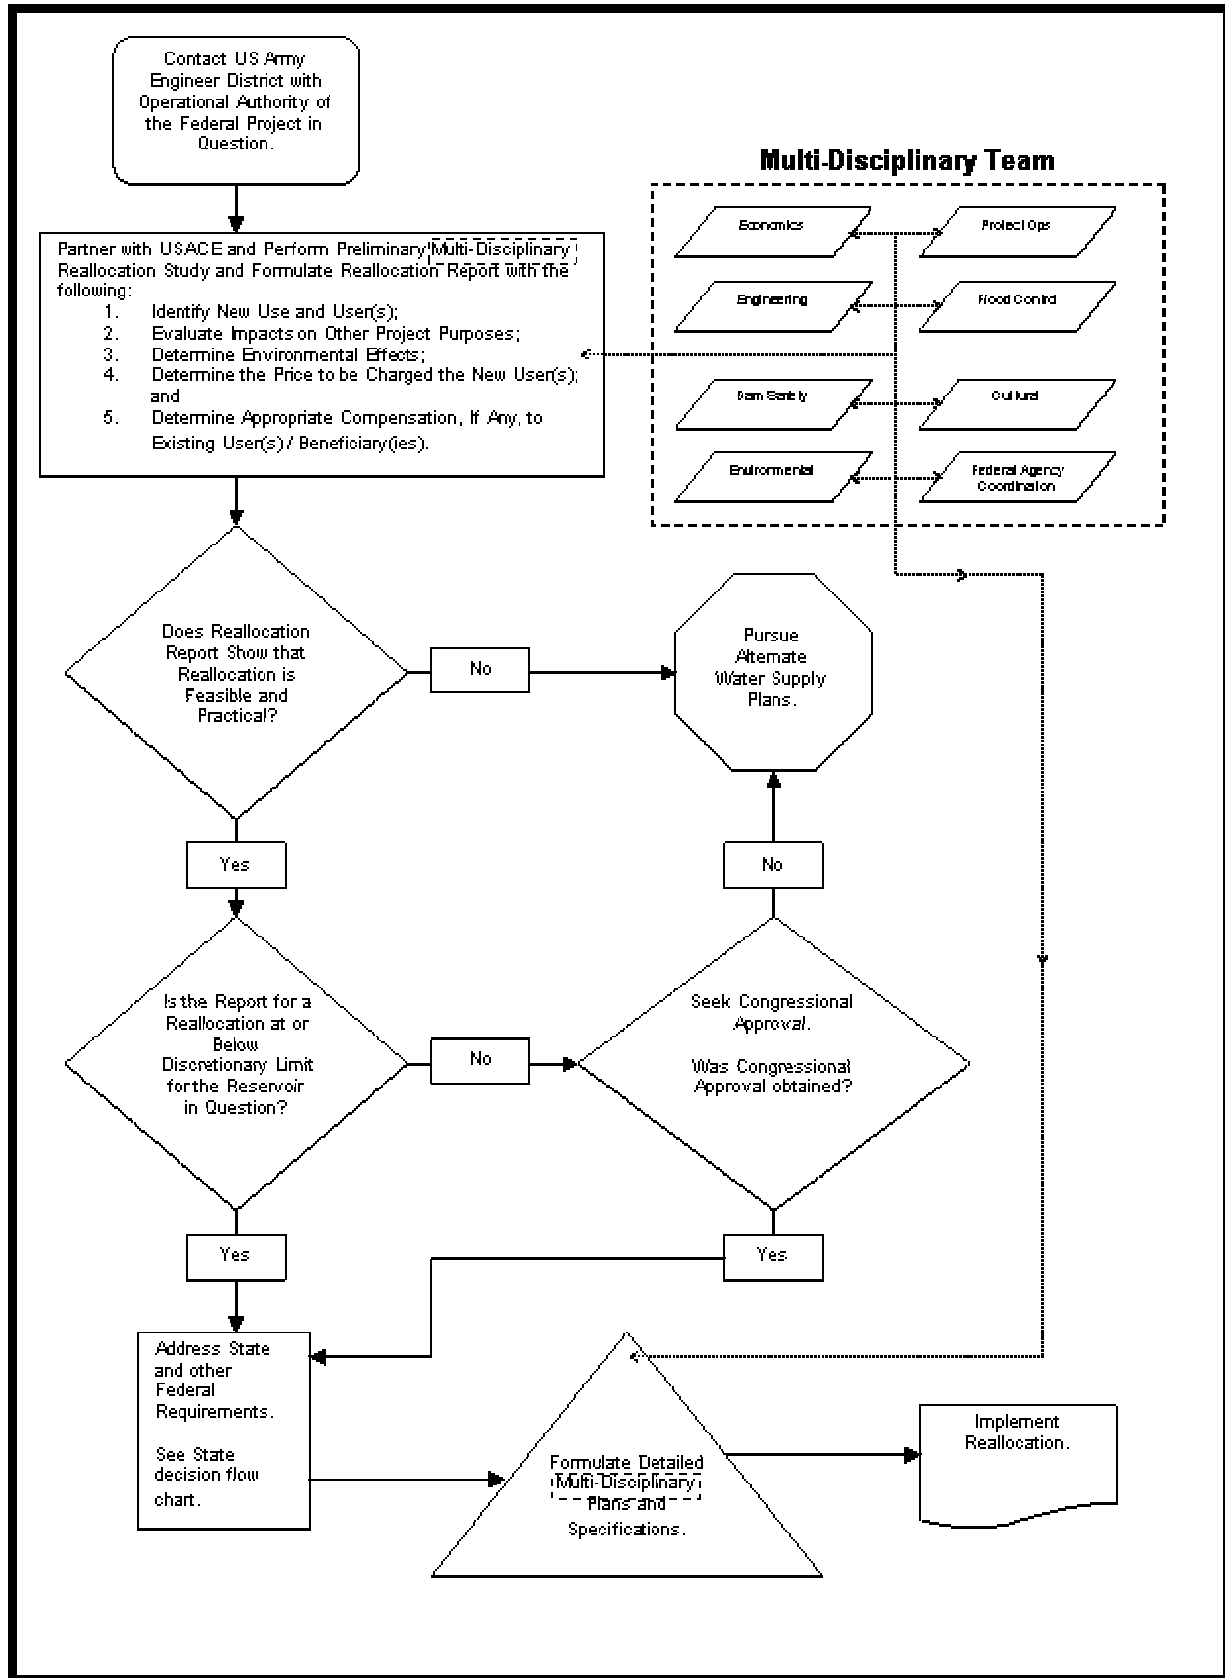 Contact US Army
Engineer District with
Operational Authority of
the Federal Project in
Question.
Multi-Disciplinary Team
Economics
Project Ops
Engineering
Flood Control
Dam Safety
Cultural
Environmental
Federal Agency
Coordination
Partner with USACE and Perform Preliminary Multi-Disciplinary
Reallocation Study and Formulate Reallocation Report with the
following:
1. Identify New Use and User(s);
2. Evaluate Impacts on Other Project Purposes;
3. Determine Environmental Effects;
4. Determine the Price to be Charged the New User(s);
and
5. Determine Appropriate Compensation, If Any, to
Existing User(s) / Beneficiary(ies).
Does Reallocation
Report Show that
Reallocation is
Feasible and
Practical?
No
Pursue
Alternate
Water Supply
Plans.
Yes
No
Is the Report for a
Reallocation at or
Below
Discretionary Limit
for the Reservoir
in Question?
No
Seek Congressional
Approval.
Was Congressional
Approval obtained?
Yes
Yes
Address State
and other
Federal
Requirements.
See State
decision flow
chart.
Formulate Detailed
Multi-Disciplinary
Plans and
Specifications.
Implement
Reallocation.